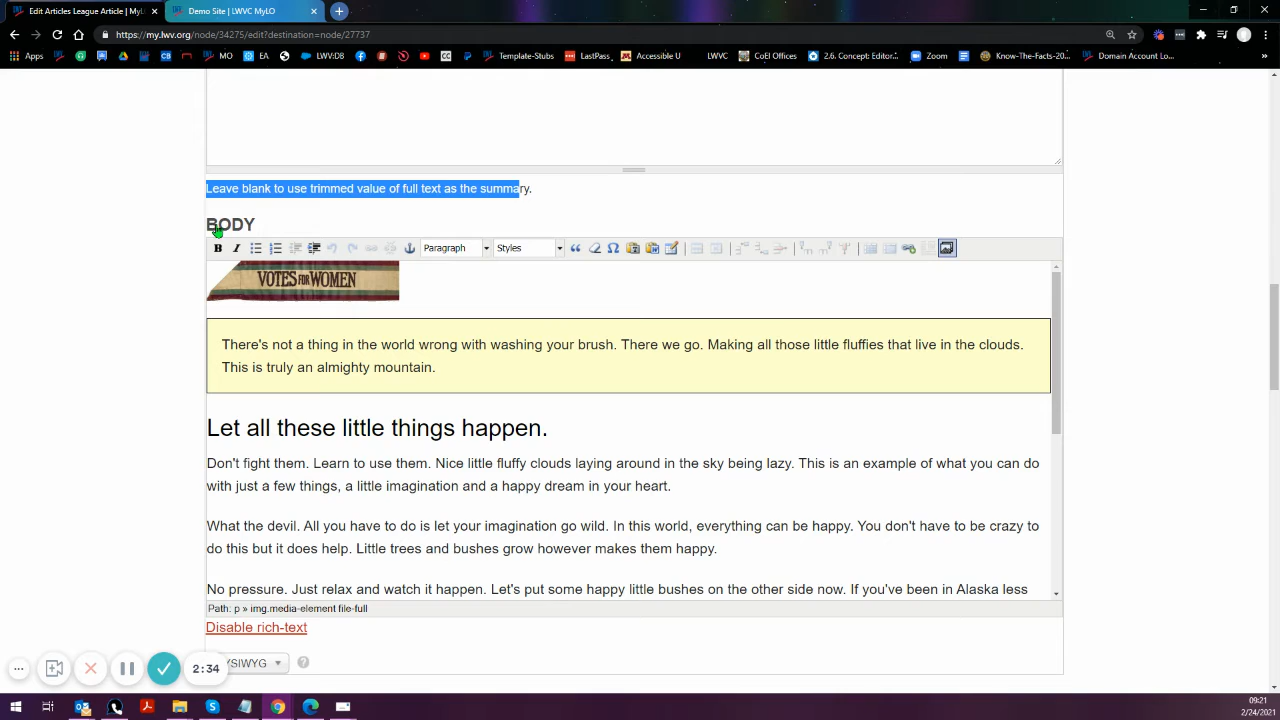 Edit Articles League Article | MyL
Demo Site | LWVC MyLO
https://my.lwv.org/node/34275/edit?destination=node/27737
Apps
MO
EA
LWV:DB
Template-Stubs
LastPass
Accessible U
LWVC
CoEl Offices
2.6. Concept: Editor...
Zoom
Know-The-Facts-20...
Domain Account Lo...
Leave blank to use trimmed value of full text as the summary.
BODY
B I Paragraph Styles
VOTES FOR WOMEN
There's not a thing in the world wrong with washing your brush. There we go. Making all those little fluffies that live in the clouds.
This is truly an almighty mountain.
Let all these little things happen.
Don't fight them. Learn to use them. Nice little fluffy clouds laying around in the sky being lazy. This is an example of what you can do
with just a few things, a little imagination and a happy dream in your heart.
What the devil. All you have to do is let your imagination go wild. In this world, everything can be happy. You don't have to be crazy to
do this but it does help. Little trees and bushes grow however makes them happy.
No pressure. Just relax and watch it happen. Let's put some happy little bushes on the other side now. If you've been in Alaska less
Path: p » img.media-element file-full
Disable rich-text
2:34
YSIWYG
09:21
2/24/2021